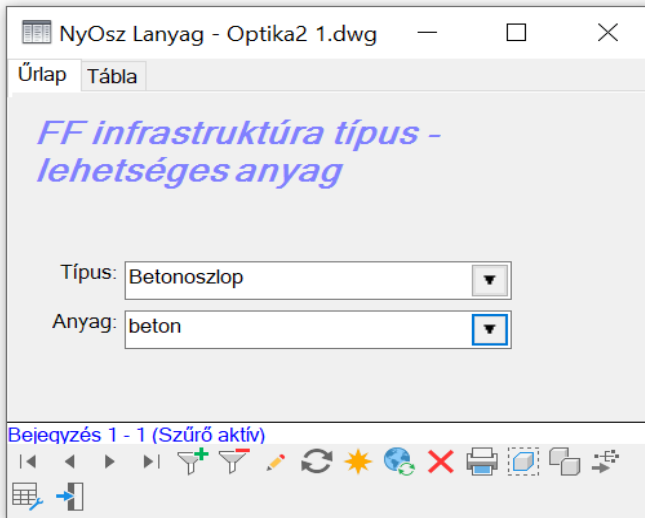 NyOsz Lanyag - Optika2 1.dwg
Űrlap Tábla
FF infrastruktúra típus -
lehetséges anyag
Típus: Betonoszlop
Anyag: beton
Bejegyzés 1 - 1 (Szűrő aktív)